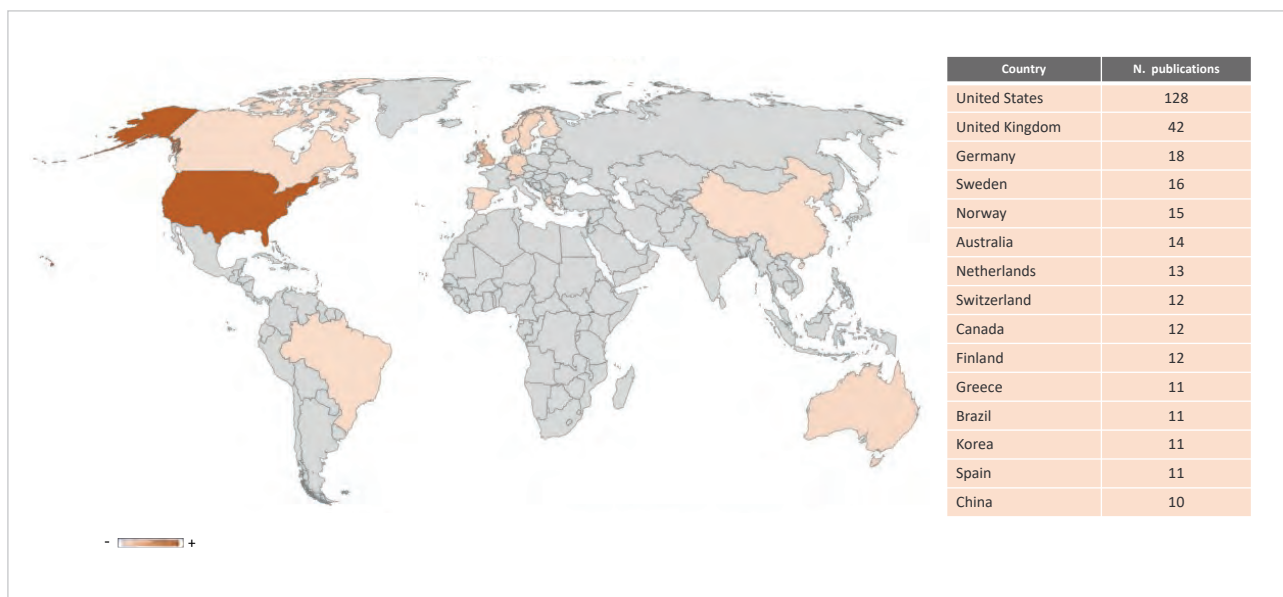 Country N. publications
United States 128
United Kingdom 42
Germany 18
Sweden 16
Norway 15
Australia 14
Netherlands 13
Switzerland 12
Canada 12
Finland 12
Greece 11
Brazil 11
Korea 11
Spain 11
China 10
- +